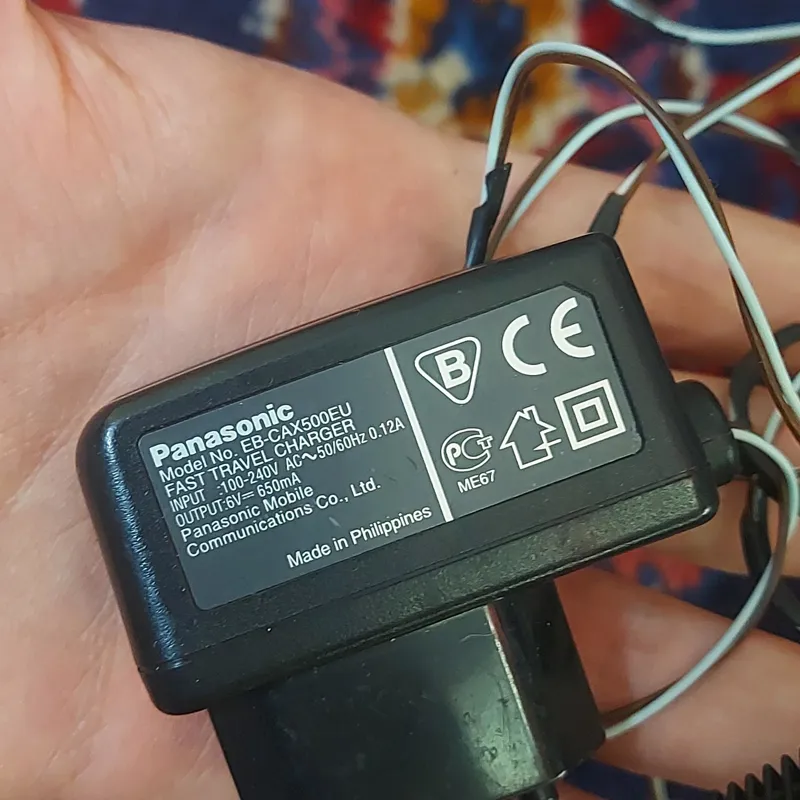 Panasonic
Model No. EB-CAX500EU
FAST TRAVEL CHARGER
INPUT :100-240V AC~50/60Hz 0.12A
OUTPUT:6V⎓ 650mA
Panasonic Mobile
Communications Co., Ltd.
Made in Philippines
B
CE
PCT
ME67